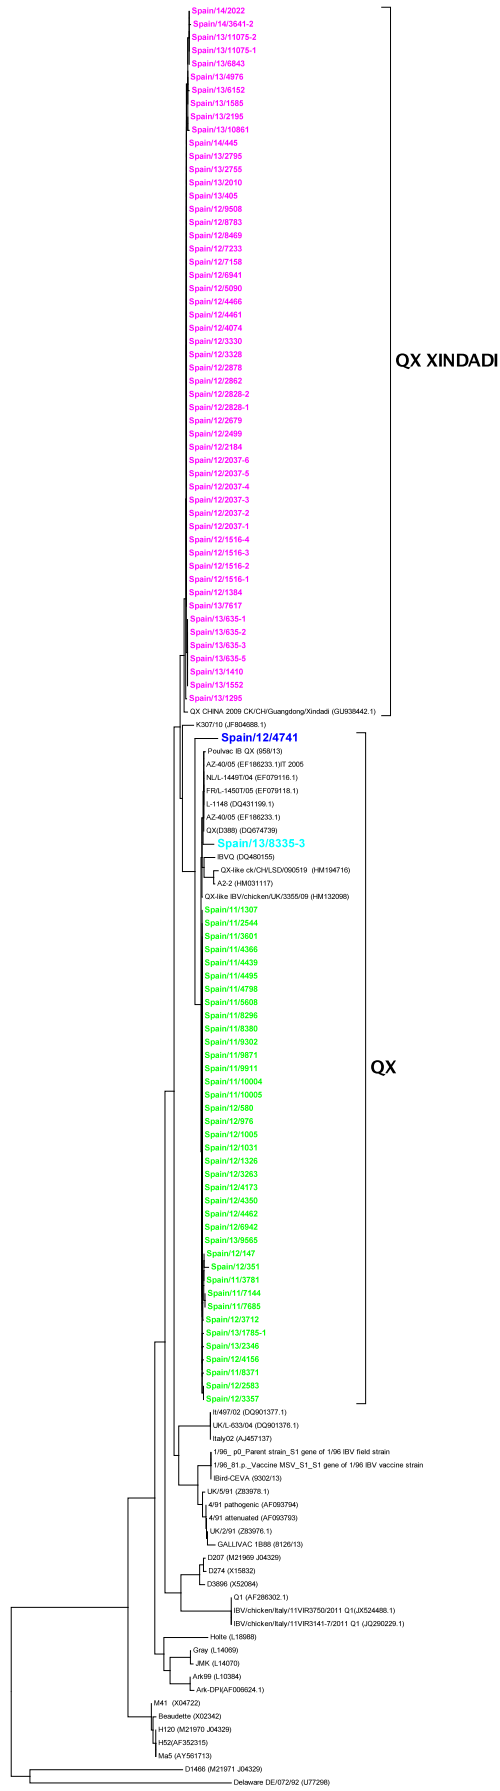 Spain/14/2022
Spain/14/3641-2
Spain/13/11075-2
Spain/13/11075-1
Spain/13/6843
Spain/13/4976
Spain/13/6152
Spain/13/1585
Spain/13/2195
Spain/13/10861
Spain/14/445
Spain/13/2795
Spain/13/2755
Spain/13/2010
Spain/13/405
Spain/12/9508
Spain/12/8783
Spain/12/8469
Spain/12/7233
Spain/12/7158
Spain/12/6941
Spain/12/5090
Spain/12/4466
Spain/12/4461
Spain/12/4074
Spain/12/3330
Spain/12/3328
QX XINDADI
Spain/12/2878
Spain/12/2862
Spain/12/2828-2
Spain/12/2828-1
Spain/12/2679
Spain/12/2499
Spain/12/2184
Spain/12/2037-6
Spain/12/2037-5
Spain/12/2037-4
Spain/12/2037-3
Spain/12/2037-2
Spain/12/2037-1
Spain/12/1516-4
Spain/12/1516-3
Spain/12/1516-2
Spain/12/1516-1
Spain/12/1384
Spain/13/7617
Spain/13/635-1
Spain/13/635-2
Spain/13/635-3
Spain/13/635-5
Spain/13/1410
Spain/13/1552
Spain/13/1295
QX CHINA 2009 CK/CH/Guangdong/Xindadi (GU938442.1)
K307/10 (JF804688.1)
Spain/12/4741
Poulvac IB QX (958/13)
AZ-40/05 (EF186233.1)IT 2005
NL/L-1449T/04 (EF079116.1)
FR/L-1450T/05 (EF079118.1)
L-1148 (DQ431199.1)
AZ-40/05 (EF186233.1)
QX(D388) (DQ674739)
Spain/13/8335-3
IBVQ (DQ480155)
QX-like ck/CH/LSD/090519 (HM194716)
A2-2 (HM031117)
QX-like IBV/chicken/UK/3355/09 (HM132098)
Spain/11/1307
Spain/11/2544
Spain/11/3601
Spain/11/4366
Spain/11/4439
Spain/11/4495
Spain/11/4798
Spain/11/5608
Spain/11/8296
Spain/11/8380
Spain/11/9302
Spain/11/9871
QX
Spain/11/9911
Spain/11/10004
Spain/11/10005
Spain/12/580
Spain/12/976
Spain/12/1005
Spain/12/1031
Spain/12/1326
Spain/12/3263
Spain/12/4173
Spain/12/4350
Spain/12/4462
Spain/12/6942
Spain/13/9565
Spain/12/147
Spain/12/351
Spain/11/3781
Spain/11/7144
Spain/11/7685
Spain/12/3712
Spain/13/1785-1
Spain/13/2346
Spain/12/4156
Spain/11/8371
Spain/12/2583
Spain/12/3357
It/497/02 (DQ901377.1)
UK/L-633/04 (DQ901376.1)
Italy02 (AJ457137)
1/96_ p0_Parent strain_S1 gene of 1/96 IBV field strain
1/96_81.p._Vaccine MSV_S1_S1 gene of 1/96 IBV vaccine strain
IBird-CEVA (9302/13)
UK/5/91 (Z83978.1)
4/91 pathogenic (AF093794)
4/91 attenuated (AF093793)
UK/2/91 (Z83976.1)
GALLIVAC 1B88 (8126/13)
D207 (M21969 J04329)
D274 (X15832)
D3896 (X52084)
Q1 (AF286302.1)
IBV/chicken/Italy/11VIR3750/2011 Q1(JX524488.1)
IBV/chicken/Italy/11VIR3141-7/2011 Q1 (JQ290229.1)
Holte (L18988)
Gray (L14069)
JMK (L14070)
Ark99 (L10384)
Ark-DPI(AF006624.1)
M41 (X04722)
Beaudette (X02342)
H120 (M21970 J04329)
H52(AF352315)
Ma5 (AY561713)
D1466 (M21971 J04329)
Delaware DE/072/92 (U77298)